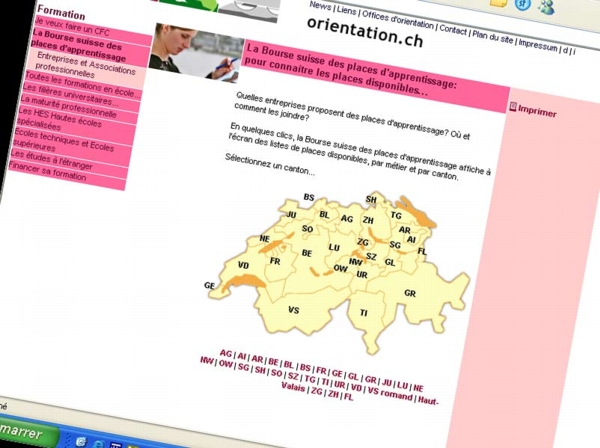 News | Liens | Offices d'orientation | Contact | Plan du site | Impressum | d | i
orientation.ch
Formation
Je veux faire un CFC
La Bourse suisse des
places d'apprentissage
Entreprises et Associations
professionnelles
Toutes les formations en école...
Les filières universitaires...
La maturité professionnelle
Les HES Hautes écoles
spécialisées
Ecoles techniques et Ecoles
supérieures
Les études à l'étranger
Financer sa formation
La Bourse suisse des places d'apprentissage:
pour connaître les places disponibles...
Imprimer
Quelles entreprises proposent des places d'apprentissage? Où et
comment les joindre?
En quelques clics, la Bourse suisse des places d'apprentissage affiche à
l'écran des listes de places disponibles, par métier et par canton.
Sélectionnez un canton...
BS SH
JU BL AG ZH TG
SO AR
NE ZG SG AI
BE LU SZ FL
VD FR NW GL
OW UR
GE GR
VS TI
AG | AI | AR | BE | BL | BS | FR | GE | GL | GR | JU | LU | NE
NW | OW | SG | SH | SO | SZ | TG | TI | UR | VD | VS romand | Haut-
Valais | ZG | ZH | FL
né
marrer